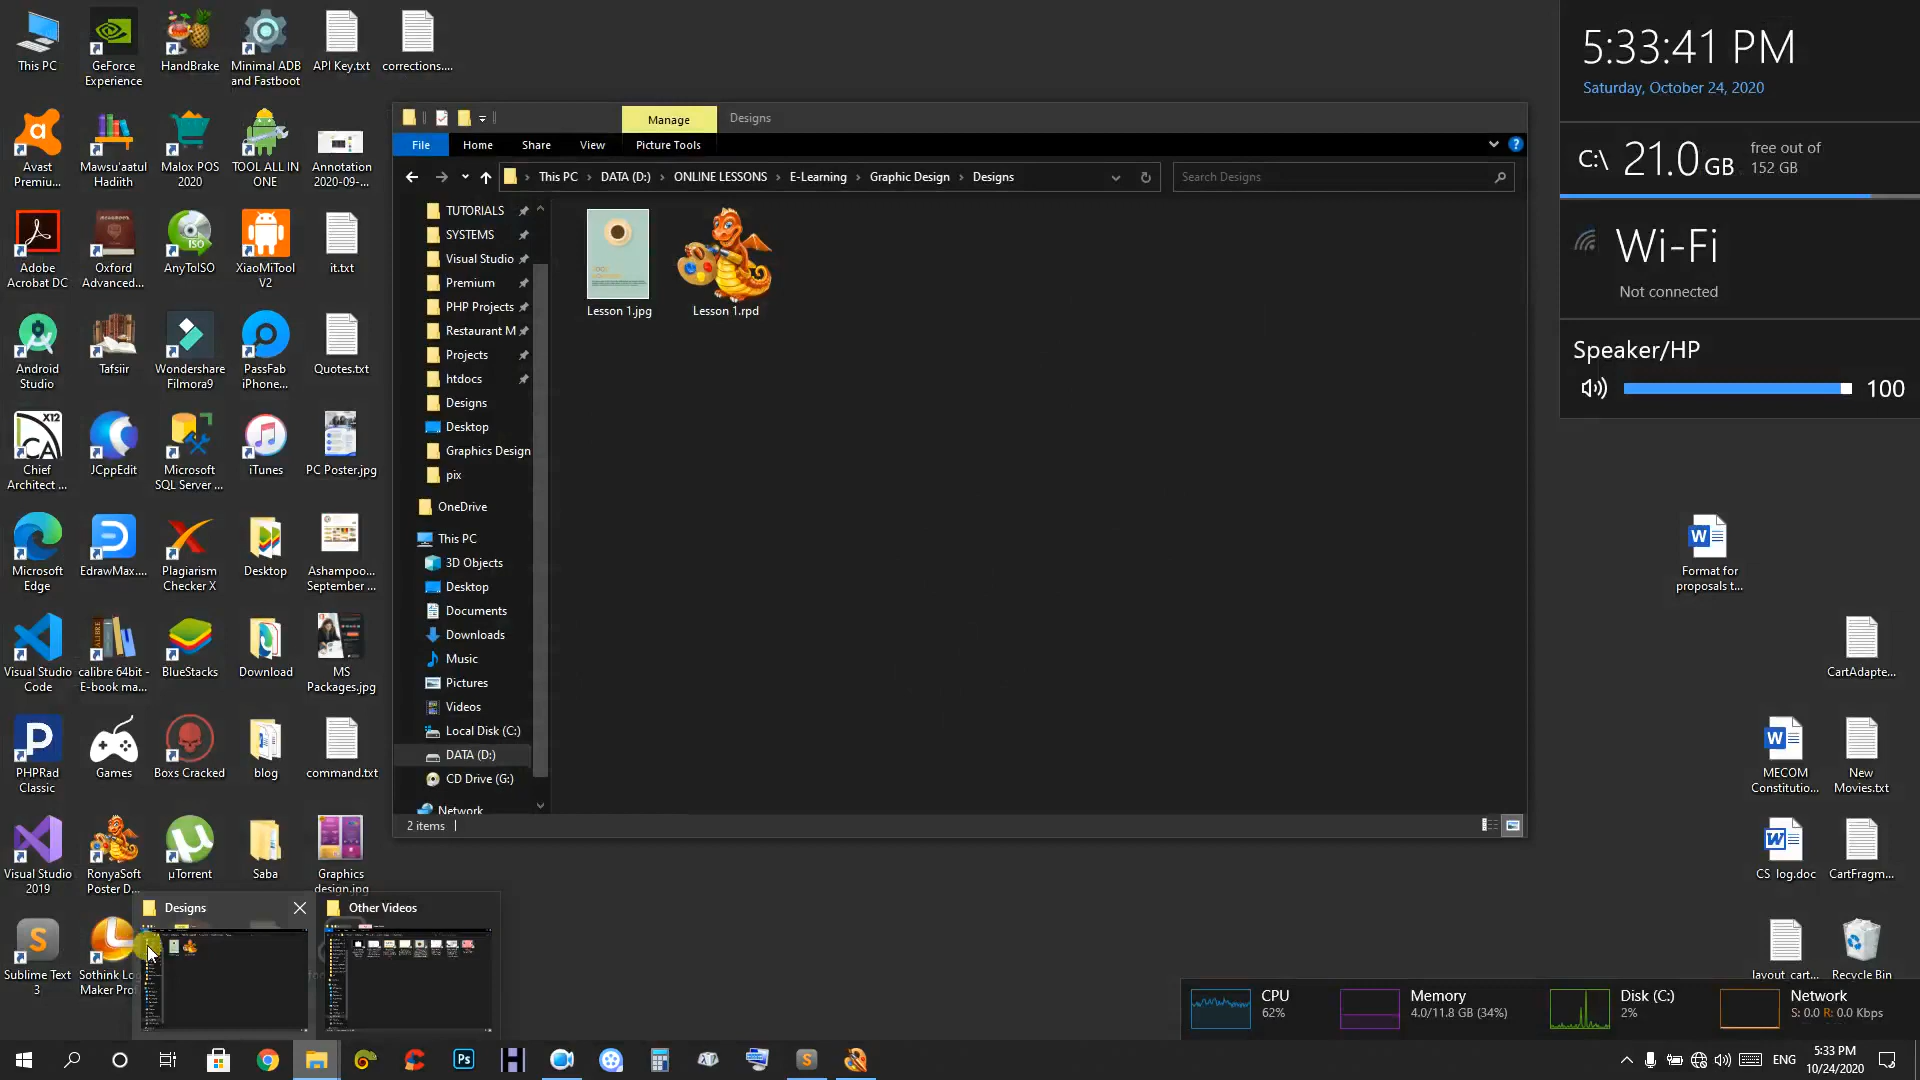 This PC
GeForce
Experience
HandBrake
Minimal ADB
and Fastboot
API Key.txt
corrections....
Avast
Premiu...
Mawsu'aatul
Hadiith
Malox POS
2020
TOOL ALL IN
ONE
Annotation
2020-09-...
Adobe
Acrobat DC
Oxford
Advanced...
AnyToISO
XiaoMiTool
V2
it.txt
Android
Studio
Tafsiir
Wondershare
Filmora9
PassFab
iPhone...
Quotes.txt
Chief
Architect ...
JCppEdit
Microsoft
SQL Server ...
iTunes
PC Poster.jpg
Microsoft
Edge
EdrawMax....
Plagiarism
Checker X
Desktop
Ashampoo...
September ...
Visual Studio
Code
calibre 64bit -
E-book ma...
BlueStacks
Download
MS
Packages.jpg
PHPRad
Classic
Games
Boxs Cracked
blog
command.txt
Visual Studio
2019
RonyaSoft
Poster D...
µTorrent
Saba
Graphics
design.jpg
Sublime Text
3
Sothink Lo
Maker Pro
Manage
Designs
File
Home
Share
View
Picture Tools
This PC
DATA (D:)
ONLINE LESSONS
E-Learning
Graphic Design
Designs
Search Designs
TUTORIALS
SYSTEMS
Visual Studio
Premium
PHP Projects
Restaurant M
Projects
htdocs
Designs
Desktop
Graphics Design
pix
OneDrive
This PC
3D Objects
Desktop
Documents
Downloads
Music
Pictures
Videos
Local Disk (C:)
DATA (D:)
CD Drive (G:)
Network
Lesson 1.jpg
Lesson 1.rpd
2 items
Designs
Other Videos
5:33:41 PM
Saturday, October 24, 2020
C:\ 21.0 GB free out of
152 GB
Wi-Fi
Not connected
Speaker/HP
100
Format for
proposals t...
CartAdapte...
MECOM
Constitutio...
New
Movies.txt
CS_log.doc
CartFragm...
layout_cart...
Recycle Bin
CPU
62%
Memory
4.0/11.8 GB (34%)
Disk (C:)
2%
Network
S: 0.0 R: 0.0 Kbps
ENG
5:33 PM
10/24/2020